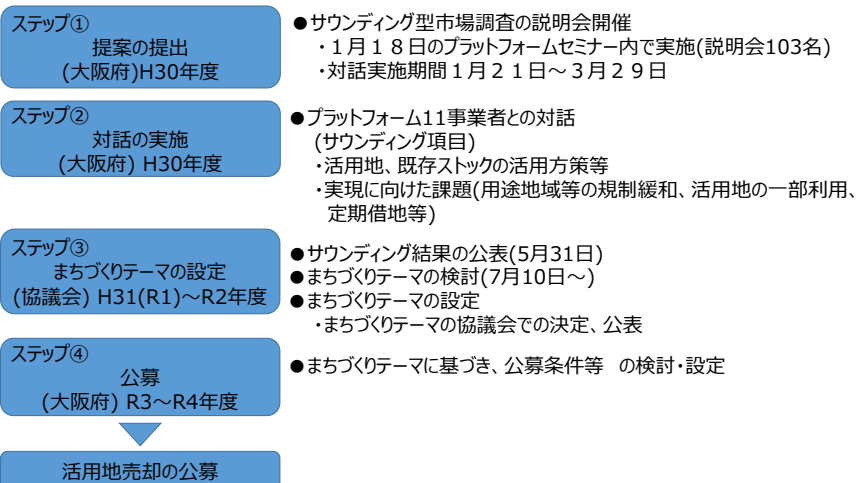 ステップ①
提案の提出
(大阪府)H30年度
●サウンディング型市場調査の説明会開催
・1月18日のプラットフォームセミナー内で実施(説明会103名)
・対話実施期間1月21日～3月29日
ステップ②
対話の実施
(大阪府) H30年度
●プラットフォーム11事業者との対話
(サウンディング項目)
・活用地、既存ストックの活用方策等
・実現に向けた課題(用途地域等の規制緩和、活用地の一部利用、
定期借地等)
ステップ③
まちづくりテーマの設定
(協議会) H31(R1)～R2年度
●サウンディング結果の公表(5月31日)
●まちづくりテーマの検討(7月10日～)
●まちづくりテーマの設定
・まちづくりテーマの協議会での決定、公表
ステップ④
公募
(大阪府) R3～R4年度
●まちづくりテーマに基づき、公募条件等　の検討・設定
活用地売却の公募